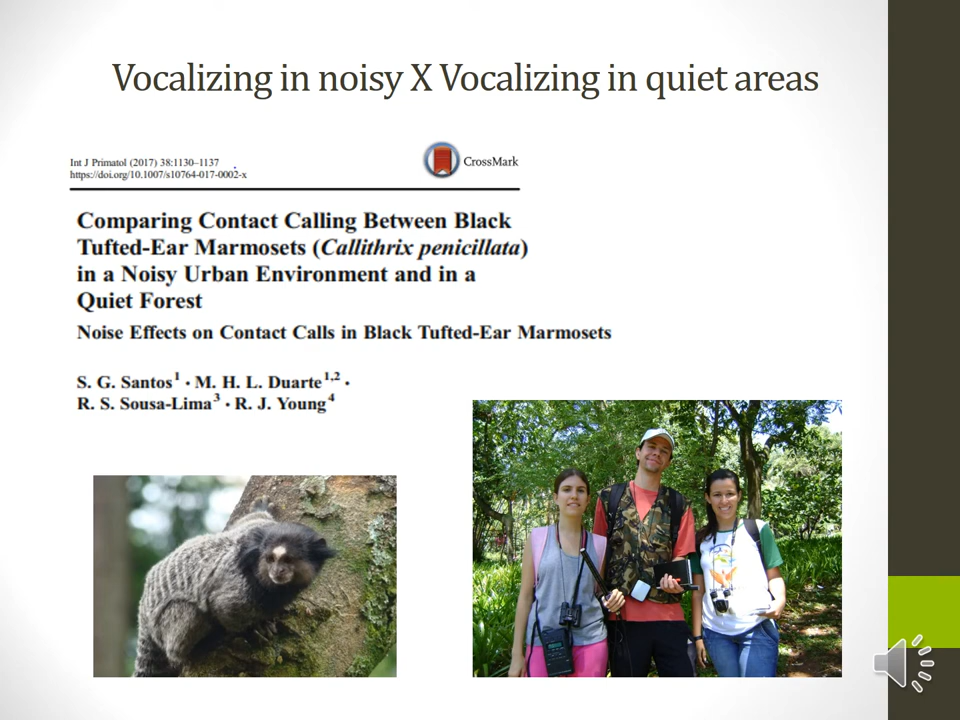 Vocalizing in noisy X Vocalizing in quiet areas
Int J Primatol (2017) 38:1130–1137
https://doi.org/10.1007/s10764-017-0002-x
CrossMark
Comparing Contact Calling Between Black
Tufted-Ear Marmosets (Callithrix penicillata)
in a Noisy Urban Environment and in a
Quiet Forest
Noise Effects on Contact Calls in Black Tufted-Ear Marmosets
S. G. Santos1 · M. H. L. Duarte1,2 ·
R. S. Sousa-Lima3 · R. J. Young4